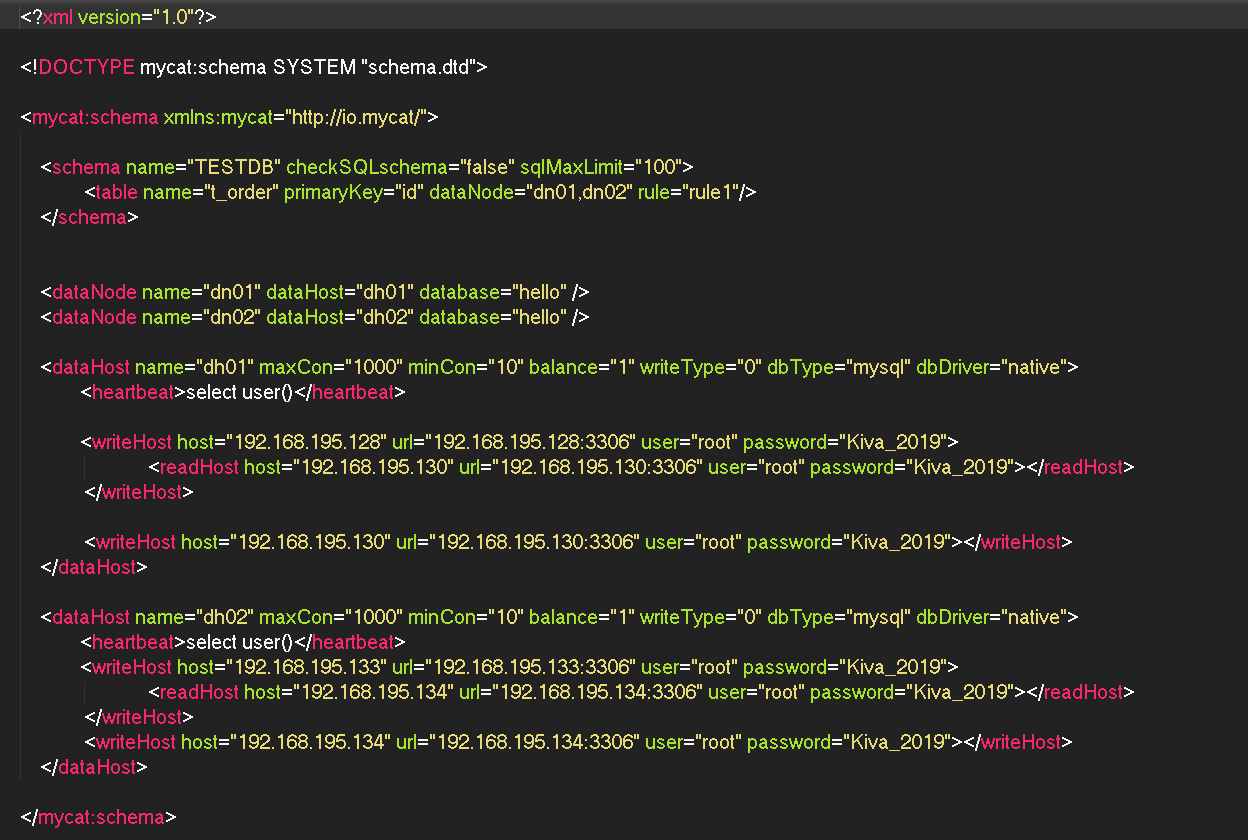 <?xml version="1.0"?>
<!DOCTYPE mycat:schema SYSTEM "schema.dtd">
<mycat:schema xmlns:mycat="http://io.mycat/">
<schema name="TESTDB" checkSQLschema="false" sqlMaxLimit="100">
<table name="t_order" primaryKey="id" dataNode="dn01,dn02" rule="rule1"/>
</schema>
<dataNode name="dn01" dataHost="dh01" database="hello" />
<dataNode name="dn02" dataHost="dh02" database="hello" />
<dataHost name="dh01" maxCon="1000" minCon="10" balance="1" writeType="0" dbType="mysql" dbDriver="native">
<heartbeat>select user()</heartbeat>
<writeHost host="192.168.195.128" url="192.168.195.128:3306" user="root" password="Kiva_2019">
<readHost host="192.168.195.130" url="192.168.195.130:3306" user="root" password="Kiva_2019"></readHost>
</writeHost>
<writeHost host="192.168.195.130" url="192.168.195.130:3306" user="root" password="Kiva_2019"></writeHost>
</dataHost>
<dataHost name="dh02" maxCon="1000" minCon="10" balance="1" writeType="0" dbType="mysql" dbDriver="native">
<heartbeat>select user()</heartbeat>
<writeHost host="192.168.195.133" url="192.168.195.133:3306" user="root" password="Kiva_2019">
<readHost host="192.168.195.134" url="192.168.195.134:3306" user="root" password="Kiva_2019"></readHost>
</writeHost>
<writeHost host="192.168.195.134" url="192.168.195.134:3306" user="root" password="Kiva_2019"></writeHost>
</dataHost>
</mycat:schema>